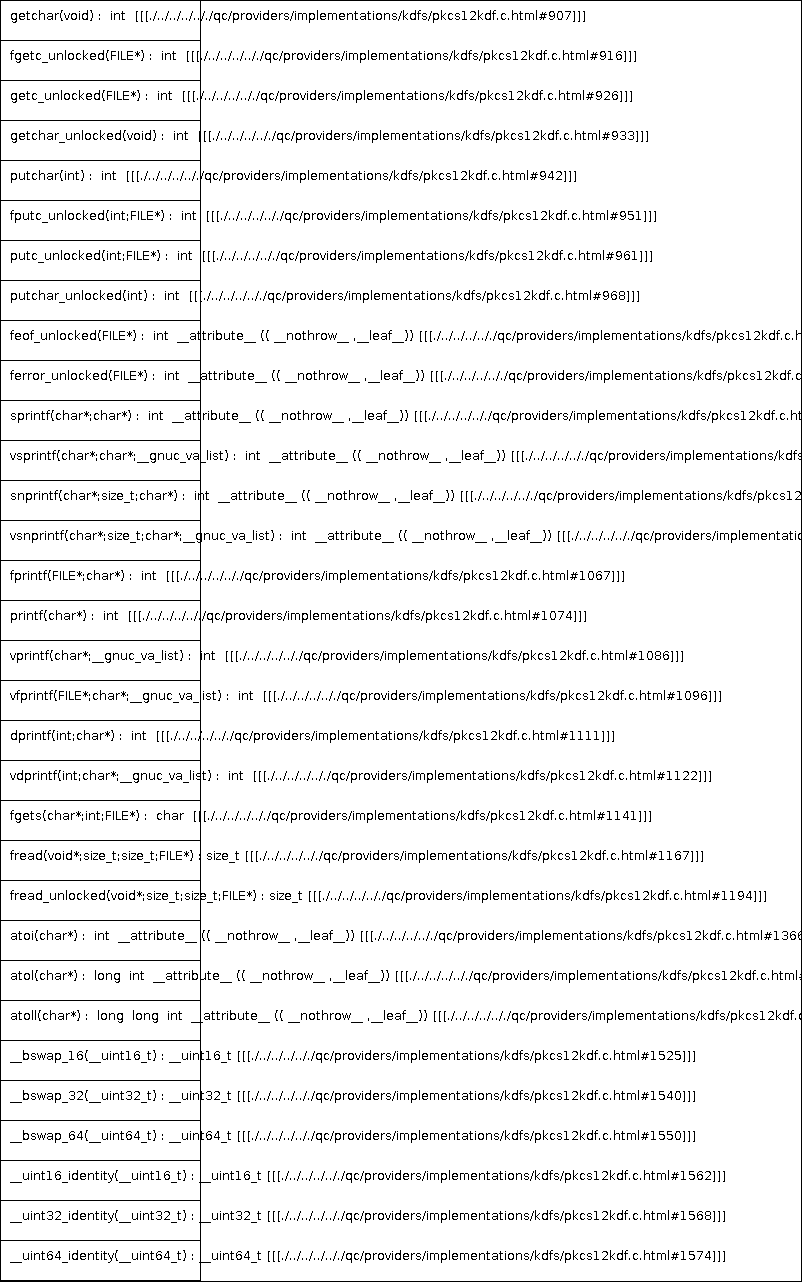 getchar(void) : int [[[./../../../../qc/providers/implementations/kdfs/pkcs12kdf.c.html#907]]]
fgetc_unlocked(FILE*) : int [[[./../../../../qc/providers/implementations/kdfs/pkcs12kdf.c.html#916]]]
getc_unlocked(FILE*) : int [[[./../../../../qc/providers/implementations/kdfs/pkcs12kdf.c.html#926]]]
getchar_unlocked(void) : int [[[./../../../../qc/providers/implementations/kdfs/pkcs12kdf.c.html#933]]]
putchar(int) : int [[[./../../../../qc/providers/implementations/kdfs/pkcs12kdf.c.html#942]]]
fputc_unlocked(int;FILE*) : int [[[./../../../../qc/providers/implementations/kdfs/pkcs12kdf.c.html#951]]]
putc_unlocked(int;FILE*) : int [[[./../../../../qc/providers/implementations/kdfs/pkcs12kdf.c.html#961]]]
putchar_unlocked(int) : int [[[./../../../../qc/providers/implementations/kdfs/pkcs12kdf.c.html#968]]]
feof_unlocked(FILE*) : int __attribute__ (( __nothrow__ ,__leaf__)) [[[./../../../../qc/providers/implementations/kdfs/pkcs12kdf.c.h
ferror_unlocked(FILE*) : int __attribute__ (( __nothrow__ ,__leaf__)) [[[./../../../../qc/providers/implementations/kdfs/pkcs12kdf.c
sprintf(char*;char*) : int __attribute__ (( __nothrow__ ,__leaf__)) [[[./../../../../qc/providers/implementations/kdfs/pkcs12kdf.c.ht
vsprintf(char*;char*;__gnuc_va_list) : int __attribute__ (( __nothrow__ ,__leaf__)) [[[./../../../../qc/providers/implementations/kdfs
snprintf(char*;size_t;char*) : int __attribute__ (( __nothrow__ ,__leaf__)) [[[./../../../../qc/providers/implementations/kdfs/pkcs12
vsnprintf(char*;size_t;char*;__gnuc_va_list) : int __attribute__ (( __nothrow__ ,__leaf__)) [[[./../../../../qc/providers/implementatio
fprintf(FILE*;char*) : int [[[./../../../../qc/providers/implementations/kdfs/pkcs12kdf.c.html#1067]]]
printf(char*) : int [[[./../../../../qc/providers/implementations/kdfs/pkcs12kdf.c.html#1074]]]
vprintf(char*;__gnuc_va_list) : int [[[./../../../../qc/providers/implementations/kdfs/pkcs12kdf.c.html#1086]]]
vfprintf(FILE*;char*;__gnuc_va_list) : int [[[./../../../../qc/providers/implementations/kdfs/pkcs12kdf.c.html#1096]]]
dprintf(int;char*) : int [[[./../../../../qc/providers/implementations/kdfs/pkcs12kdf.c.html#1111]]]
vdprintf(int;char*;__gnuc_va_list) : int [[[./../../../../qc/providers/implementations/kdfs/pkcs12kdf.c.html#1122]]]
fgets(char*;int;FILE*) : char [[[./../../../../qc/providers/implementations/kdfs/pkcs12kdf.c.html#1141]]]
fread(void*;size_t;size_t;FILE*) : size_t [[[./../../../../qc/providers/implementations/kdfs/pkcs12kdf.c.html#1167]]]
fread_unlocked(void*;size_t;size_t;FILE*) : size_t [[[./../../../../qc/providers/implementations/kdfs/pkcs12kdf.c.html#1194]]]
atoi(char*) : int __attribute__ (( __nothrow__ ,__leaf__)) [[[./../../../../qc/providers/implementations/kdfs/pkcs12kdf.c.html#1366
atol(char*) : long int __attribute__ (( __nothrow__ ,__leaf__)) [[[./../../../../qc/providers/implementations/kdfs/pkcs12kdf.c.html
atoll(char*) : long long int __attribute__ (( __nothrow__ ,__leaf__)) [[[./../../../../qc/providers/implementations/kdfs/pkcs12kdf.c
__bswap_16(__uint16_t) : __uint16_t [[[./../../../../qc/providers/implementations/kdfs/pkcs12kdf.c.html#1525]]]
__bswap_32(__uint32_t) : __uint32_t [[[./../../../../qc/providers/implementations/kdfs/pkcs12kdf.c.html#1540]]]
__bswap_64(__uint64_t) : __uint64_t [[[./../../../../qc/providers/implementations/kdfs/pkcs12kdf.c.html#1550]]]
__uint16_identity(__uint16_t) : __uint16_t [[[./../../../../qc/providers/implementations/kdfs/pkcs12kdf.c.html#1562]]]
__uint32_identity(__uint32_t) : __uint32_t [[[./../../../../qc/providers/implementations/kdfs/pkcs12kdf.c.html#1568]]]
__uint64_identity(__uint64_t) : __uint64_t [[[./../../../../qc/providers/implementations/kdfs/pkcs12kdf.c.html#1574]]]